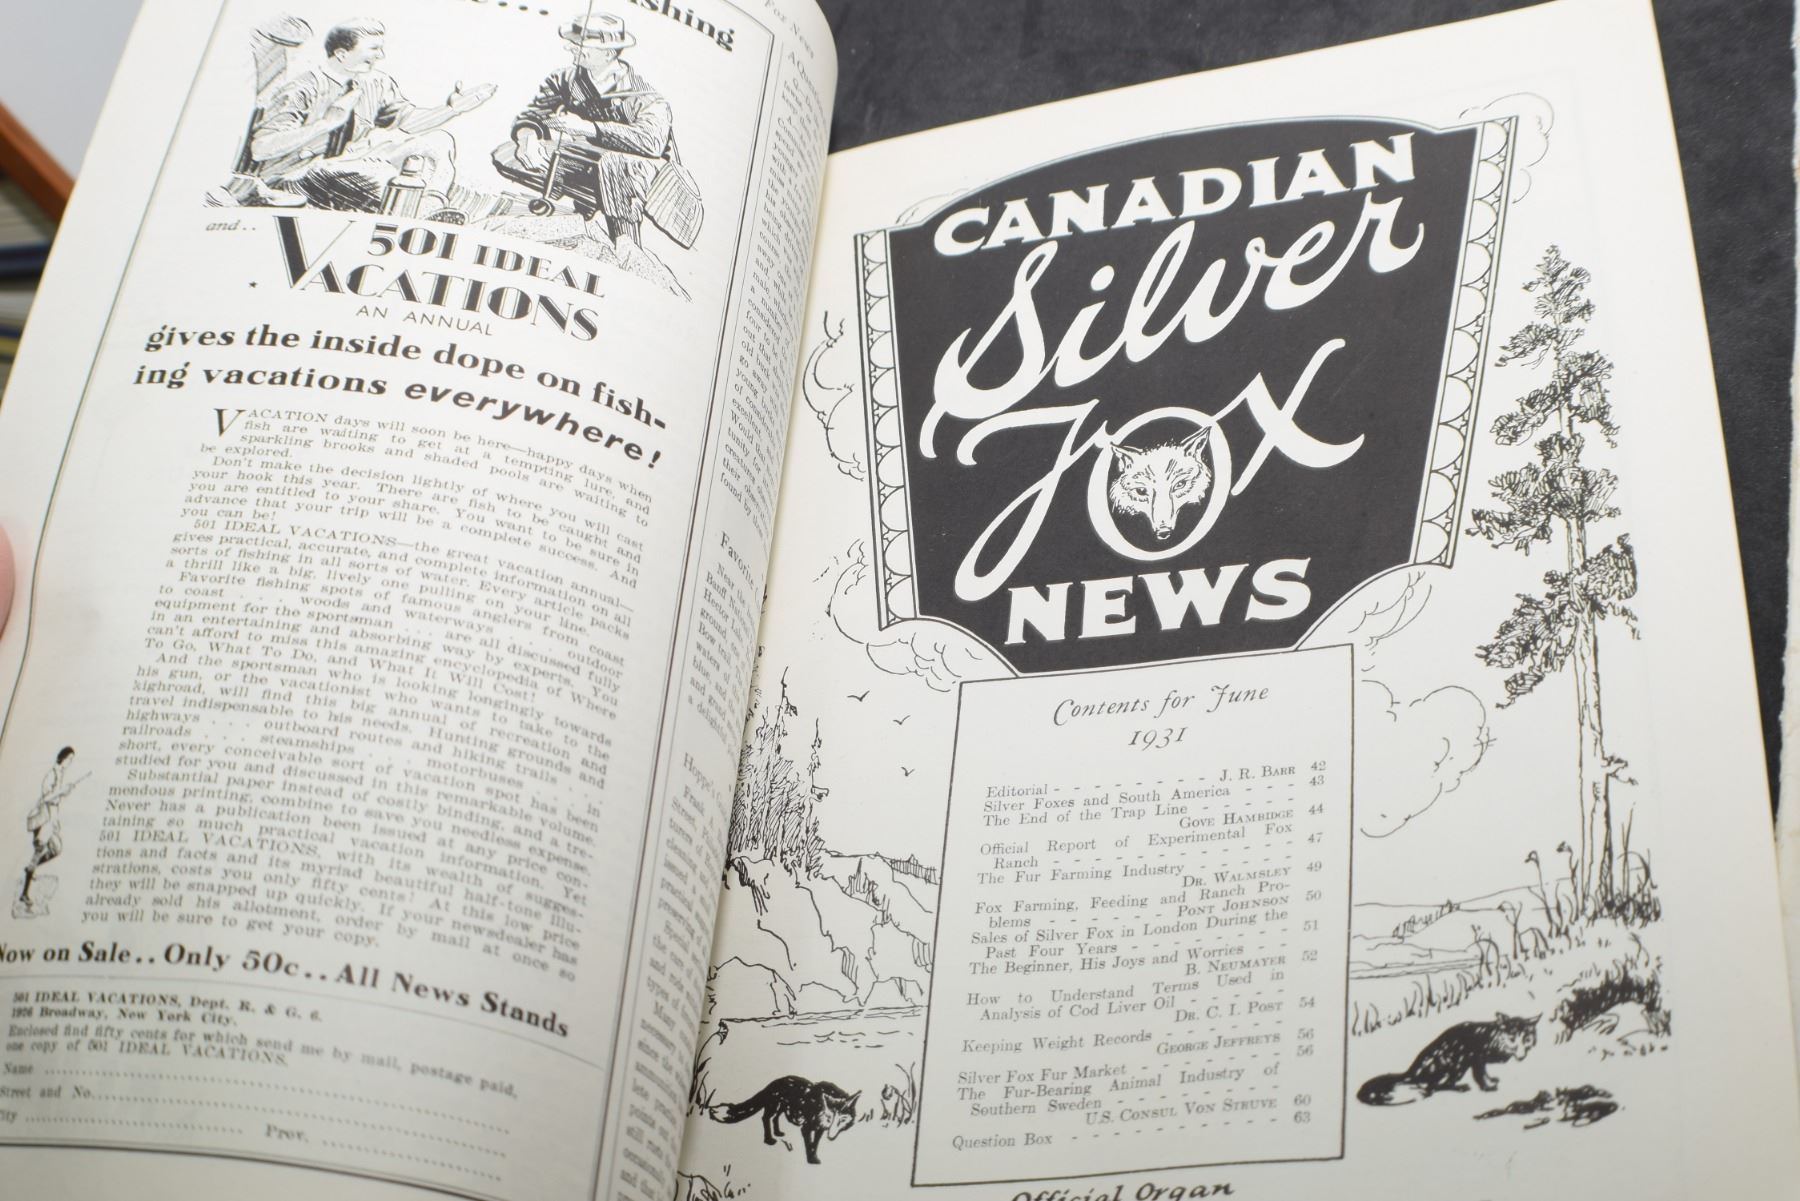 and..
501 IDEAL
VACATIONS
AN ANNUAL
gives the inside dope on fish-
ing vacations everywhere!
VACATION days will soon be here—happy days when
fish are waiting to get at a tempting lure, and
sparkling brooks and shaded pools are waiting to
be explored.
Don't make the decision lightly of where you will cast
your hook this year. There are fish to be caught and
you are entitled to your share. You want to be sure in
advance that your trip will be a complete success. And
you can be!
501 IDEAL VACATIONS—the great vacation annual—
gives practical, accurate, and complete information on all
sorts of fishing in all sorts of water. Every article packs
a thrill like a big, lively one pulling on your line.
Favorite fishing spots of famous anglers from coast
to coast . . . woods and waterways . . . outdoor
equipment for the sportsman . . . are all discussed fully
in an entertaining and absorbing way by experts. You
can't afford to miss this amazing encyclopedia of Where
To Go, What To Do, and What It Will Cost!
And the sportsman who is looking longingly towards
his gun, or the vacationist who wants to take to the
highroad, will find this big annual of recreation and
travel indispensable to his needs. Hunting grounds and
highways . . . outboard routes and hiking trails . . .
railroads . . . steamships . . . motorbuses . . . in
short, every conceivable sort of vacation spot has been
studied for you and discussed in this remarkable volume.
Substantial paper instead of costly binding, and a tre-
mendous printing, combine to save you needless expense.
Never has a publication been issued at any price con-
taining so much practical vacation information. Yet
501 IDEAL VACATIONS, with its wealth of sugges-
tions and facts and its myriad beautiful half-tone illu-
strations, costs you only fifty cents! At this low price
they will be snapped up quickly. If your newsdealer has
already sold his allotment, order by mail at once so
you will be sure to get your copy.
Now on Sale.. Only 50c.. All News Stands
501 IDEAL VACATIONS, Dept. R. & G. 6.
1926 Broadway, New York City.
Enclosed find fifty cents for which send me by mail, postage paid,
one copy of 501 IDEAL VACATIONS.
Name
Street and No.
City
Prov.
Fox News
CANADIAN
Silver
Fox
NEWS
Contents for June
1931
Editorial - - - - - - - - J. R. BARR 42
Silver Foxes and South America - - - 43
The End of the Trap Line - - - - -
GOVE HAMBIDGE 44
Official Report of Experimental Fox
Ranch - - - - - - - - - - - - 47
The Fur Farming Industry - - - - -
DR. WALMSLEY 49
Fox Farming, Feeding and Ranch Pro-
blems - - - - - - PONT JOHNSON 50
Sales of Silver Fox in London During the
Past Four Years - - - - - - - - 51
The Beginner, His Joys and Worries - -
B. NEUMAYER 52
How to Understand Terms Used in
Analysis of Cod Liver Oil - - - - -
DR. C. I. POST 54
Keeping Weight Records - - - - - -
GEORGE JEFFREYS 56
Silver Fox Fur Market - - - - - - 56
The Fur-Bearing Animal Industry of
Southern Sweden - - - - - - - -
U.S. CONSUL VON STRUVE 60
Question Box - - - - - - - - - - 63
Official Organ